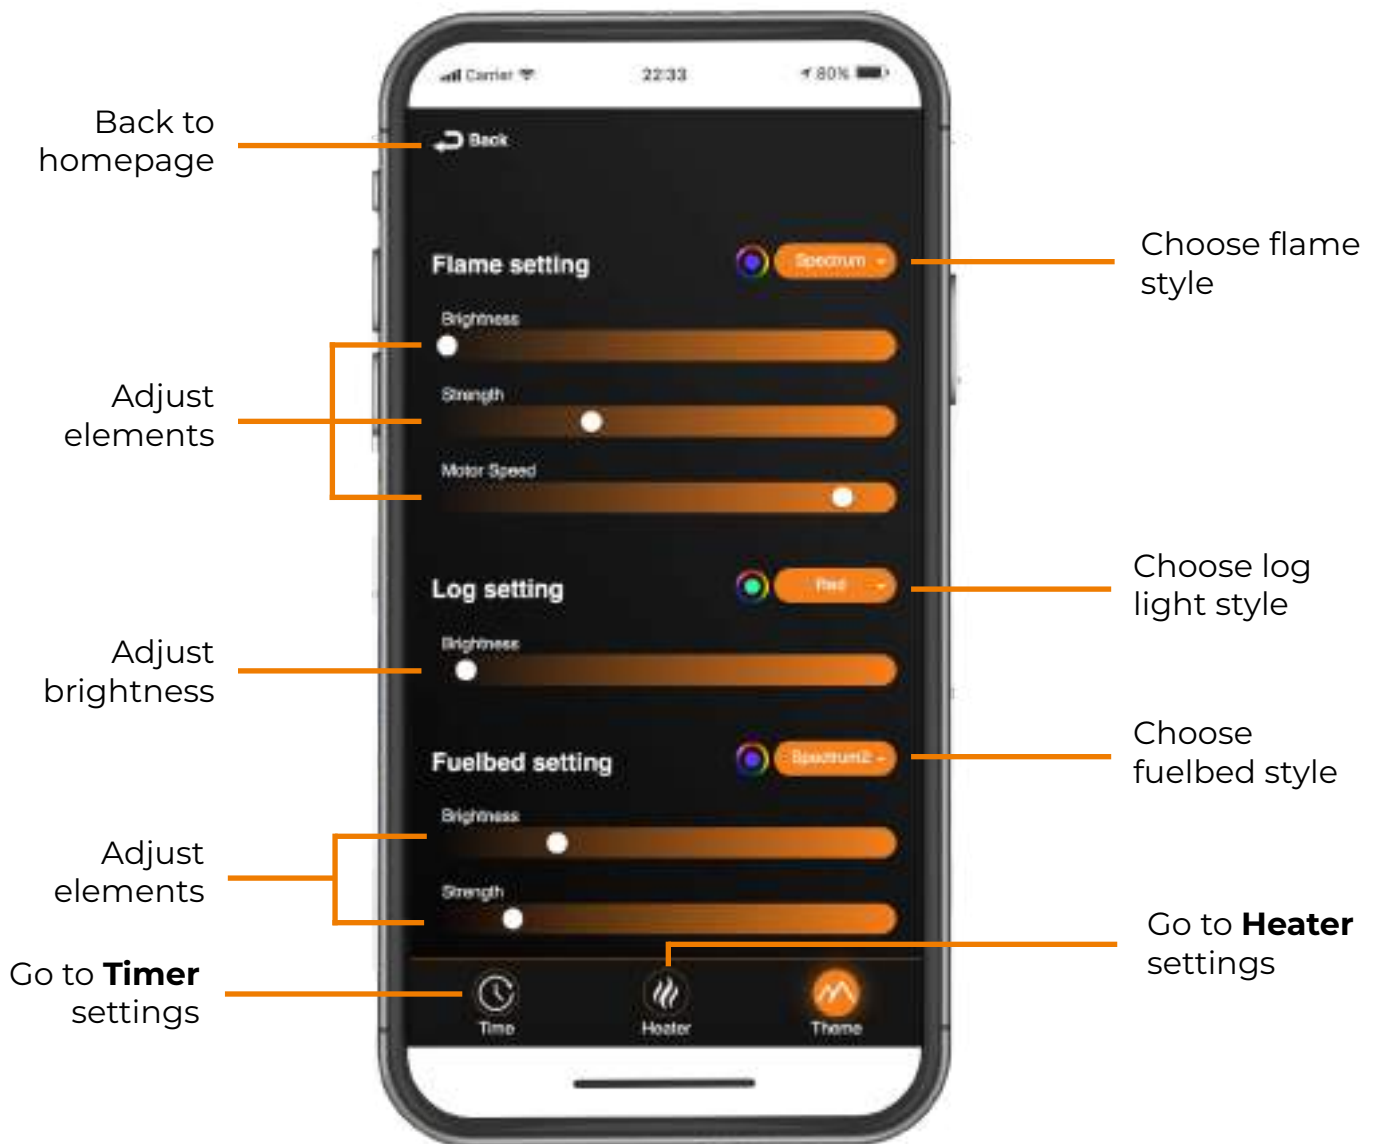 Carrier
22:33
80%
Back to
homepage
Back
Flame setting
Spectrum
Choose flame
style
Brightness
Adjust
elements
Strength
Motor Speed
Log setting
Red
Choose log
light style
Adjust
brightness
Brightness
Fuelbed setting
Spectrum2
Choose
fuelbed style
Brightness
Adjust
elements
Strength
Go to Heater
settings
Go to Timer
settings
Time
Heater
Theme